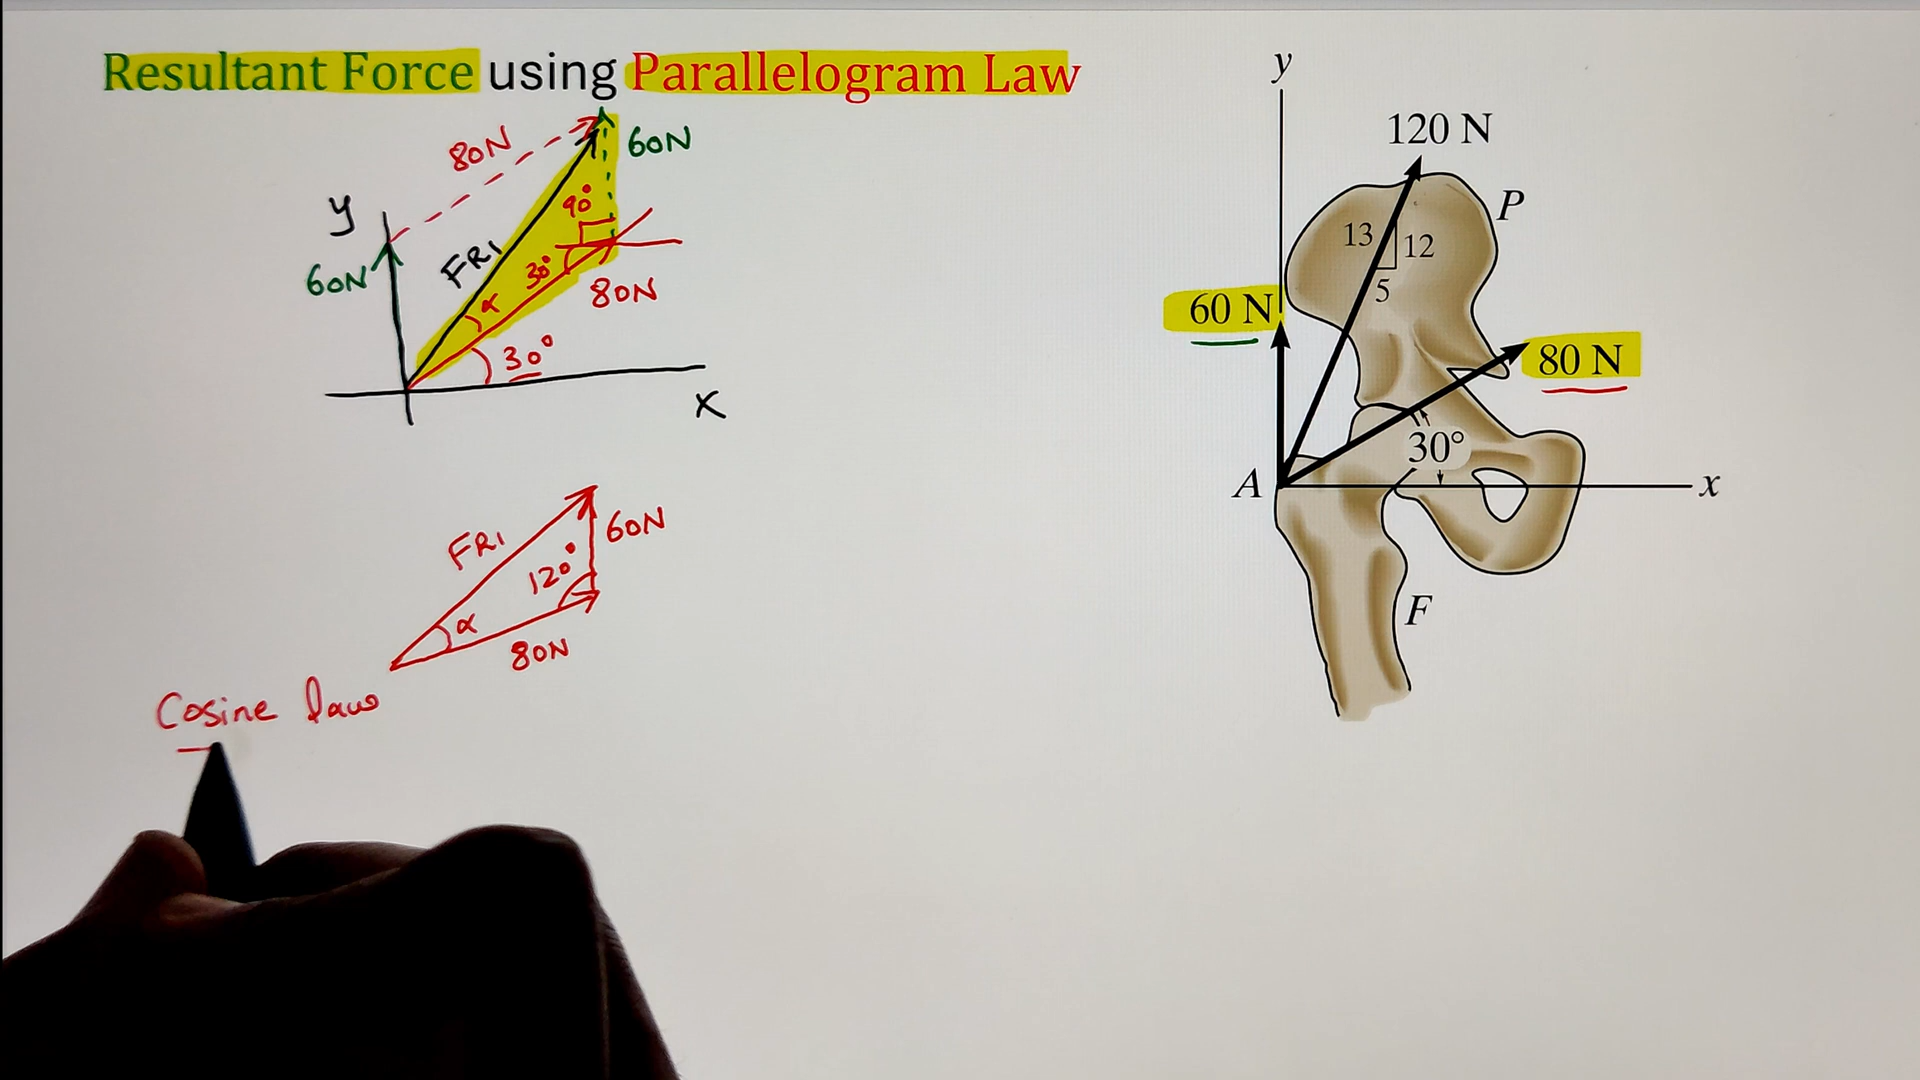 Resultant Force using Parallelogram Law
80N
60N
y
90°
60N
FR1
30°
α
80N
30°
x
FR1
60N
120°
α
80N
Cosine law
y
120 N
P
13
12
5
60 N
80 N
30°
A
x
F